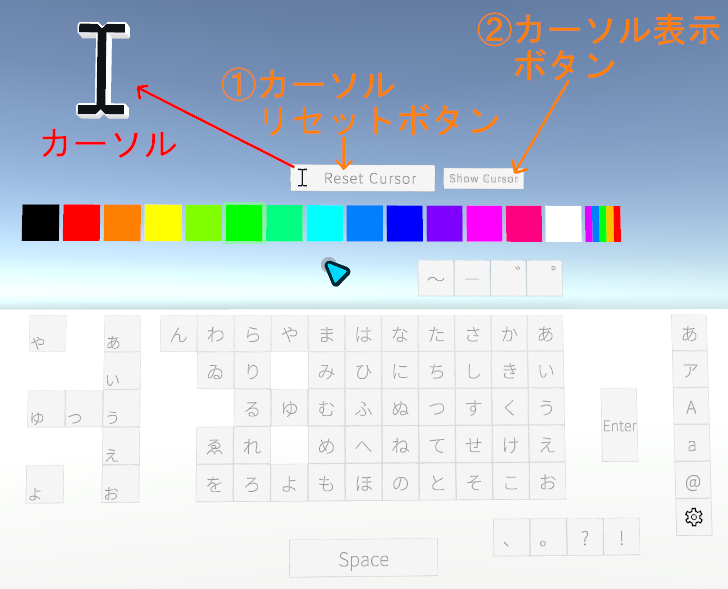 ②カーソル表示
ボタン
①カーソル
リセットボタン
カーソル
Reset Cursor
Show Cursor
～ ー ゛ ゜
や あ ん わ ら や ま は な た さ か あ あ
い ゐ り み ひ に ち し き い ア
ゆ っ う る ゆ む ふ ぬ つ す く う Enter A
え ゑ れ め へ ね て せ け え a
よ お を ろ よ も ほ の と そ こ お @
、 。 ? !
Space